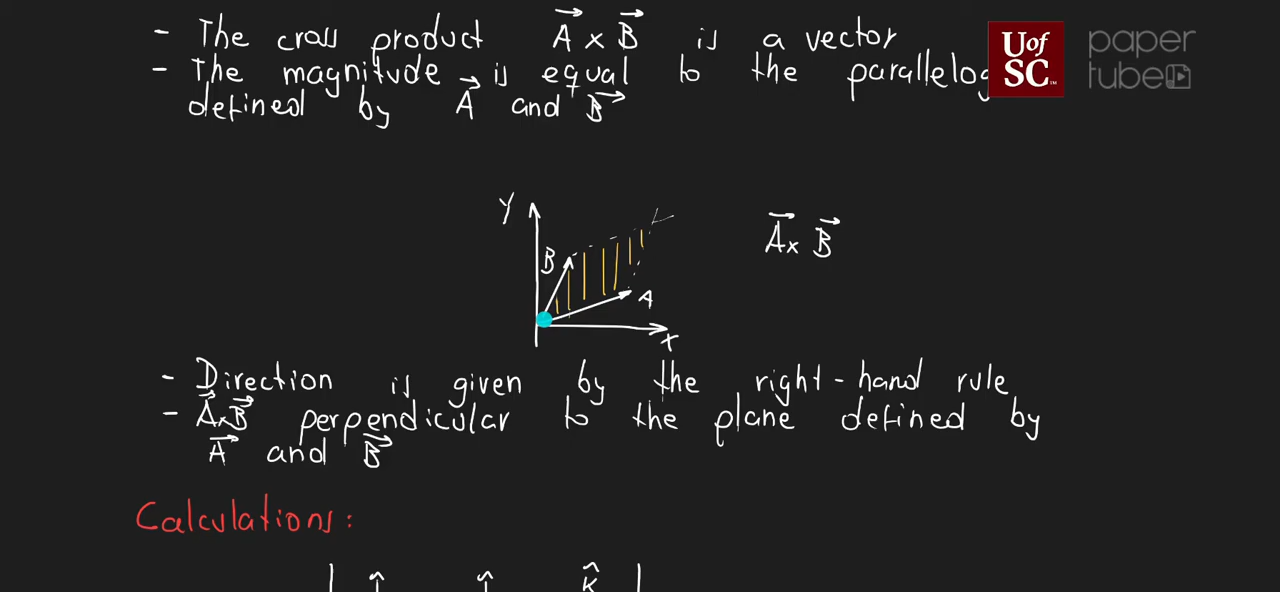 - The cross product A⃗ x B⃗ is a vector
- The magnitude is equal to the parallelog
defined by A⃗ and B⃗
U of SC
paper tube
Y
B
A
X
A⃗ x B⃗
- Direction is given by the right-hand rule
- A⃗xB⃗ perpendicular to the plane defined by
A⃗ and B⃗
Calculations:
| î ĵ k̂ |